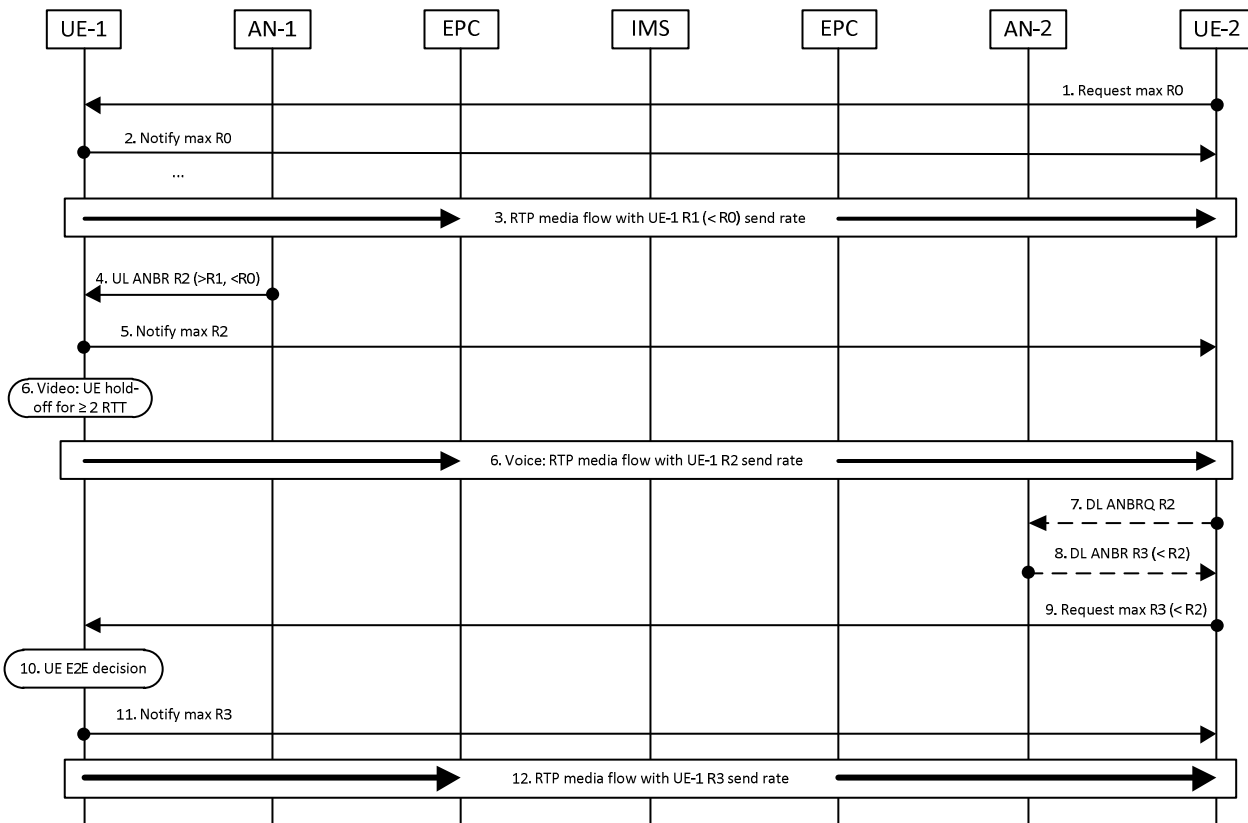 UE-1
AN-1
EPC
IMS
EPC
AN-2
UE-2
1. Request max R0
2. Notify max R0
...
3. RTP media flow with UE-1 R1 (< R0) send rate
4. UL ANBR R2 (>R1, <R0)
5. Notify max R2
6. Video: UE hold-
off for ≥ 2 RTT
6. Voice: RTP media flow with UE-1 R2 send rate
7. DL ANBRQ R2
8. DL ANBR R3 (< R2)
9. Request max R3 (< R2)
10. UE E2E decision
11. Notify max R3
12. RTP media flow with UE-1 R3 send rate